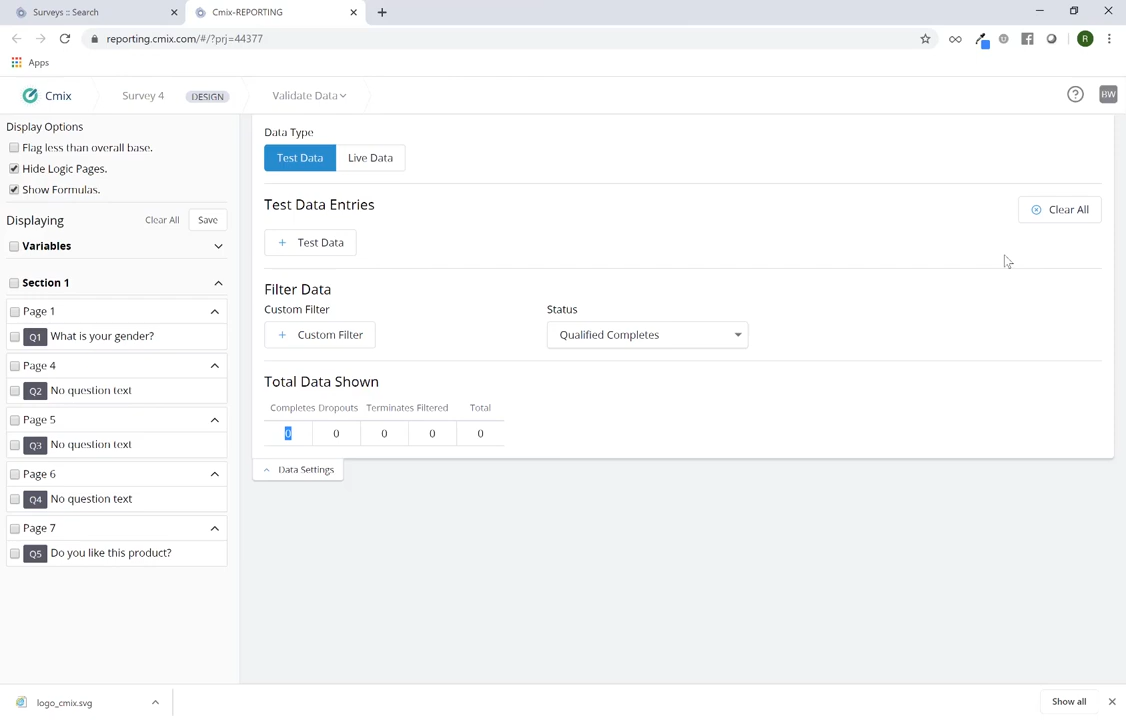 Surveys :: Search
Cmix-REPORTING
reporting.cmix.com/#/?prj=44377
R
Apps
Cmix
Survey 4
DESIGN
Validate Data
BW
Display Options
Flag less than overall base.
Hide Logic Pages.
Show Formulas.
Displaying
Clear All
Save
Variables
Section 1
Page 1
Q1 What is your gender?
Page 4
Q2 No question text
Page 5
Q3 No question text
Page 6
Q4 No question text
Page 7
Q5 Do you like this product?
Data Type
Test Data
Live Data
Test Data Entries
Clear All
+ Test Data
Filter Data
Custom Filter
Status
+ Custom Filter
Qualified Completes
Total Data Shown
Completes Dropouts Terminates Filtered Total
0 0 0 0 0
Data Settings
logo_cmix.svg
Show all